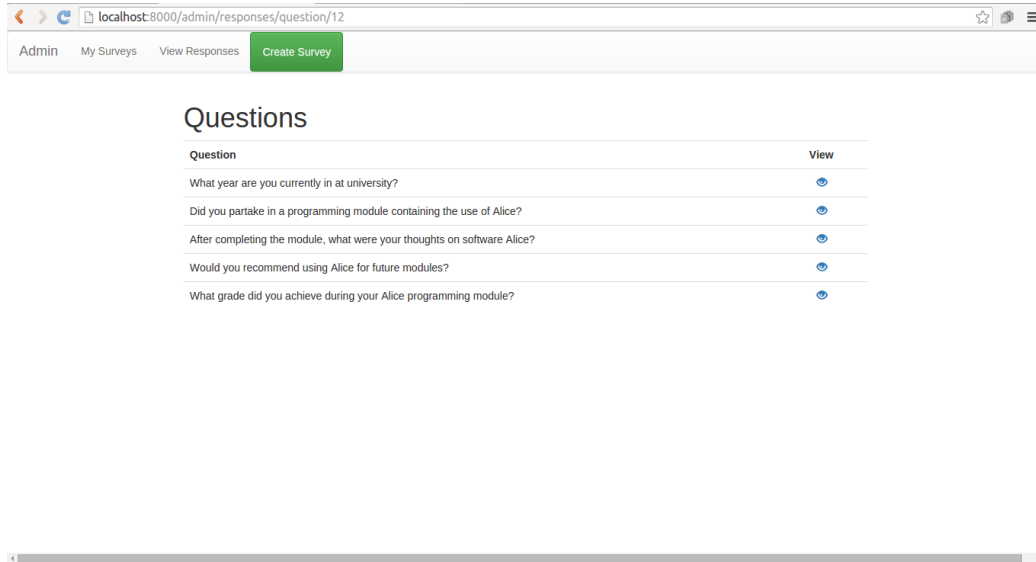 localhost:8000/admin/responses/question/12
Admin My Surveys View Responses Create Survey
Questions
Question View
What year are you currently in at university?
Did you partake in a programming module containing the use of Alice?
After completing the module, what were your thoughts on software Alice?
Would you recommend using Alice for future modules?
What grade did you achieve during your Alice programming module?